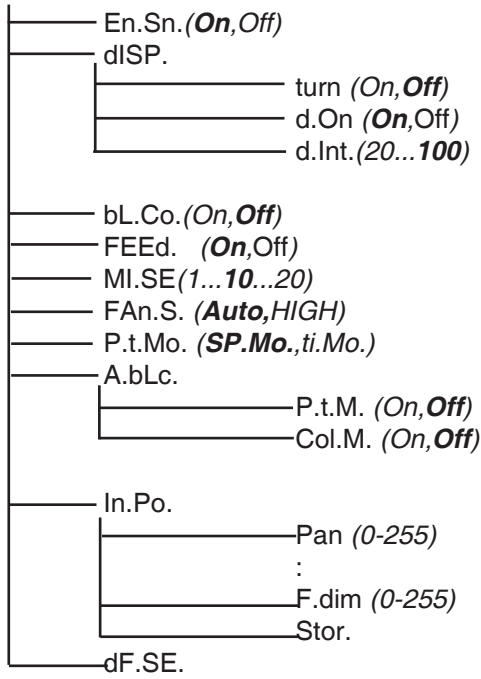 En.Sn.(On,Off)
dISP.
turn (On,Off)
d.On (On,Off)
d.Int.(20...100)
bL.Co.(On,Off)
FEEd. (On,Off)
MI.SE(1...10...20)
FAn.S. (Auto,HIGH)
P.t.Mo. (SP.Mo.,ti.Mo.)
A.bLc.
P.t.M. (On,Off)
Col.M. (On,Off)
In.Po.
Pan (0-255)
:
F.dim (0-255)
Stor.
dF.SE.